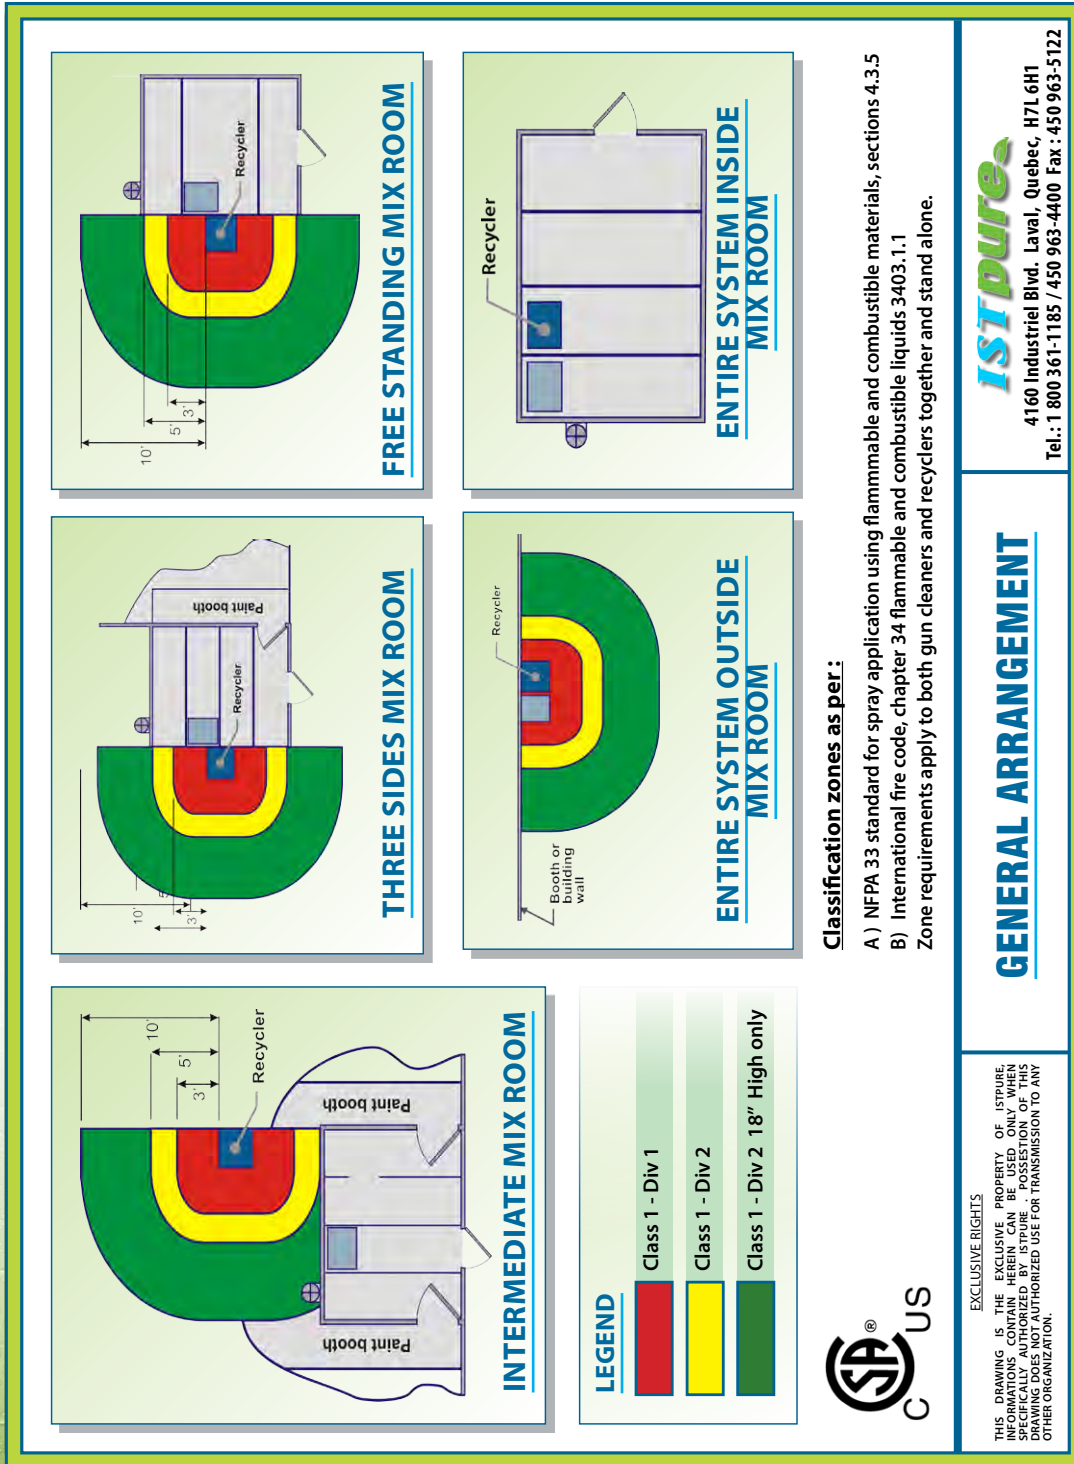 10'
5'
3'
Recycler
Paint booth
Paint booth
INTERMEDIATE MIX ROOM
10'
3'
Recycler
Paint booth
THREE SIDES MIX ROOM
10'
5'
3'
Recycler
FREE STANDING MIX ROOM
LEGEND
Class 1 - Div 1
Class 1 - Div 2
Class 1 - Div 2 18” High only
Booth or
building
wall
Recycler
ENTIRE SYSTEM OUTSIDE
MIX ROOM
Recycler
ENTIRE SYSTEM INSIDE
MIX ROOM
Classification zones as per :
A ) NFPA 33 standard for spray application using flammmable and combustible materials, sections 4.3.5
B) International fire code, chapter 34 flammable and combustible liquids 3403.1.1
Zone requirements apply to both gun cleaners and recyclers together and stand alone.
SA ®
C US
EXCLUSIVE RIGHTS
THIS DRAWING IS THE EXCLUSIVE PROPERTY OF ISTPURE,
INFORMATIONS CONTAIN HEREIN CAN BE USED ONLY WHEN
SPECIFICALLY AUTHORIZED BY ISTPURE . POSSESTION OF THIS
DRAWING DOES NOT AUTHORIZED USE FOR TRANSMISSION TO ANY
OTHER ORGANIZATION.
GENERAL ARRANGEMENT
IST pure
4160 Industriel Blvd. Laval, Quebec, H7L 6H1
Tel.: 1 800 361-1185 / 450 963-4400 Fax : 450 963-5122